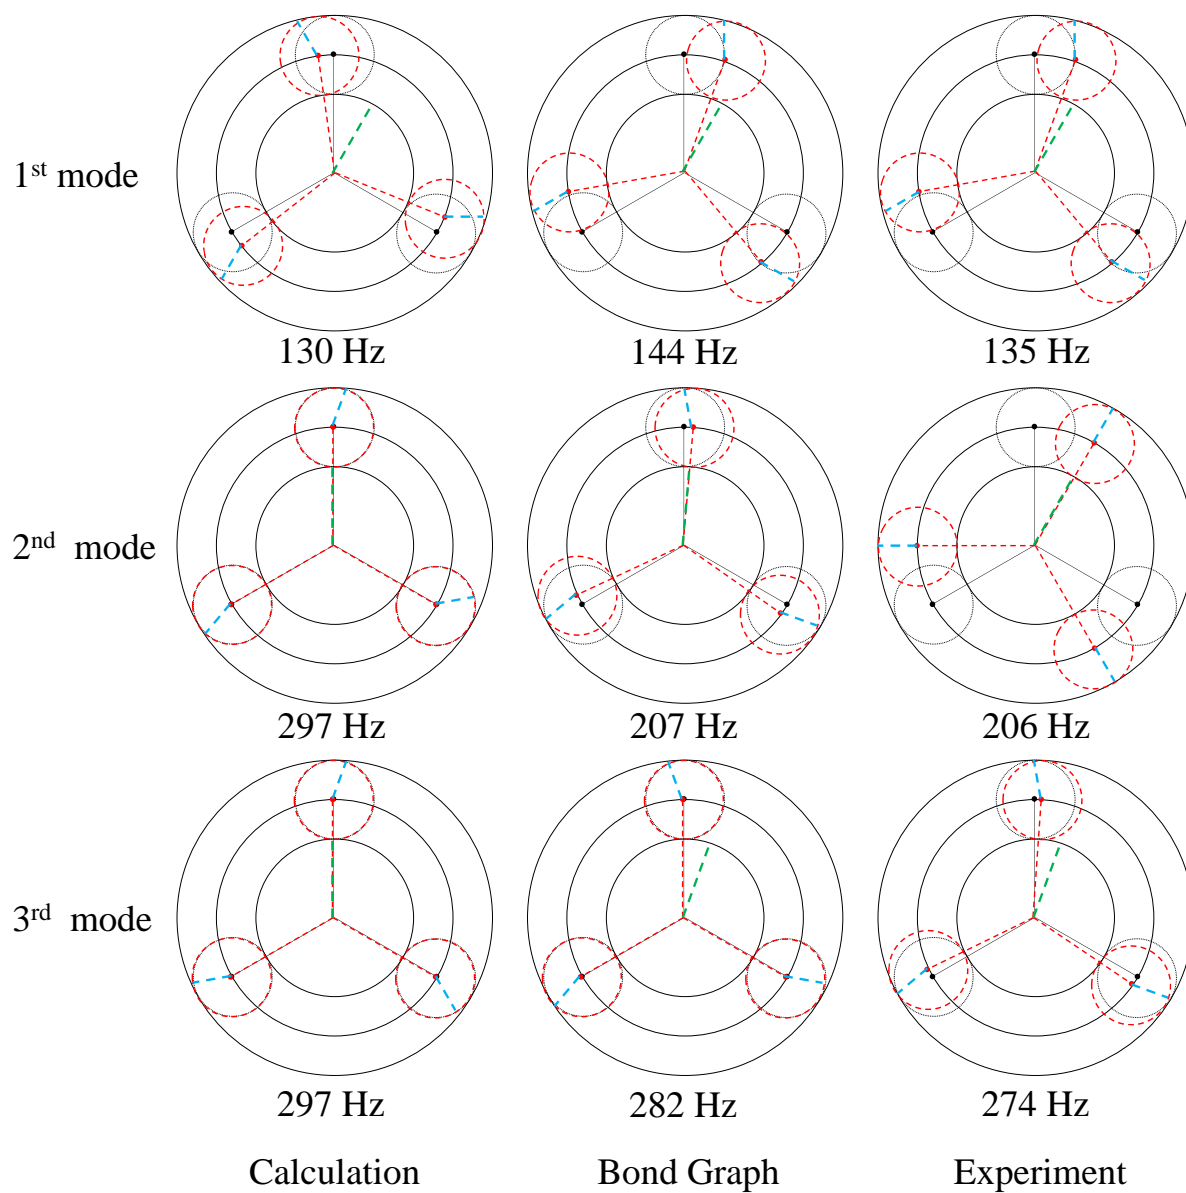 1st mode
130 Hz
144 Hz
135 Hz
2nd mode
297 Hz
207 Hz
206 Hz
3rd mode
297 Hz
282 Hz
274 Hz
Calculation
Bond Graph
Experiment